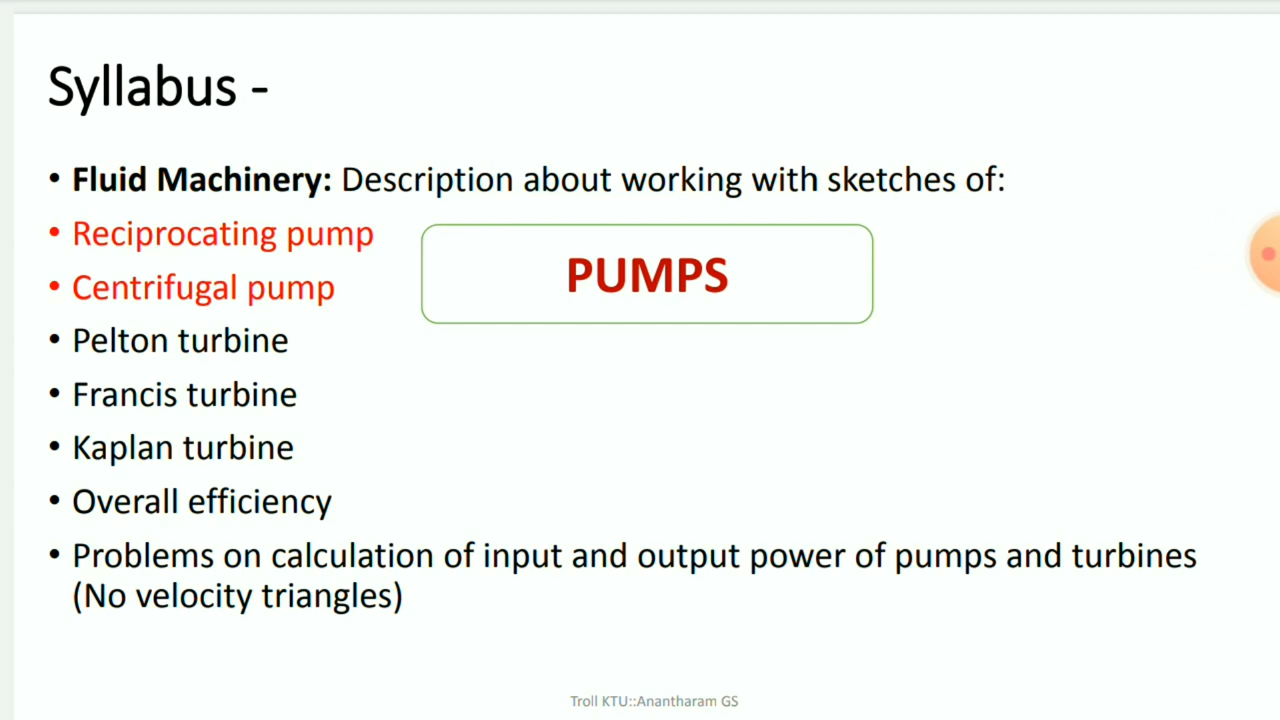 Syllabus -
• Fluid Machinery: Description about working with sketches of:
• Reciprocating pump
PUMPS
• Centrifugal pump
• Pelton turbine
• Francis turbine
• Kaplan turbine
• Overall efficiency
• Problems on calculation of input and output power of pumps and turbines
(No velocity triangles)
Troll KTU::Anantharam GS